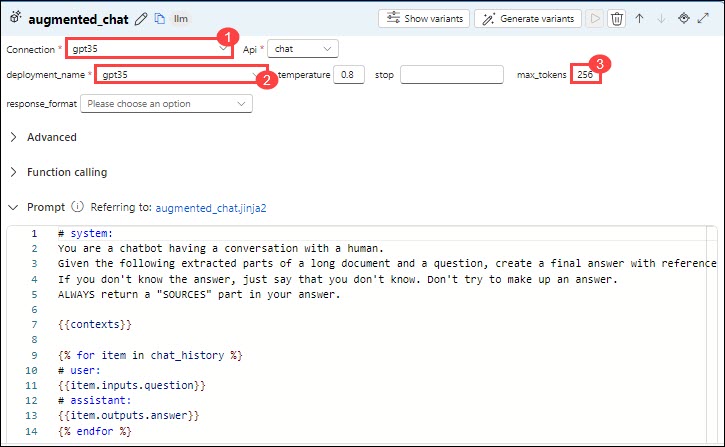 augmented_chat llm Show variants Generate variants
Connection * gpt35 1 Api * chat
deployment_name * gpt35 2 temperature 0.8 stop max_tokens 256 3
response_format Please choose an option
Advanced
Function calling
Prompt Referring to: augmented_chat.jinja2
1 # system:
2 You are a chatbot having a conversation with a human.
3 Given the following extracted parts of a long document and a question, create a final answer with reference
4 If you don't know the answer, just say that you don't know. Don't try to make up an answer.
5 ALWAYS return a "SOURCES" part in your answer.
6
7 {{contexts}}
8
9 {% for item in chat_history %}
10 # user:
11 {{item.inputs.question}}
12 # assistant:
13 {{item.outputs.answer}}
14 {% endfor %}